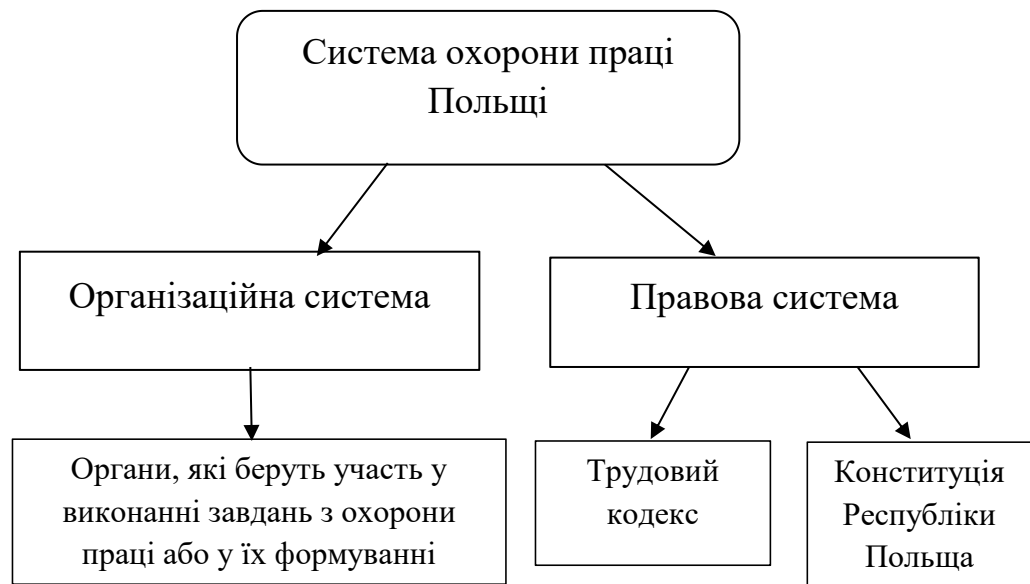 Система охорони праці
Польщі
Організаційна система
Правова система
Органи, які беруть участь у
виконанні завдань з охорони
праці або у їх формуванні
Трудовий
кодекс
Конституція
Республіки
Польща